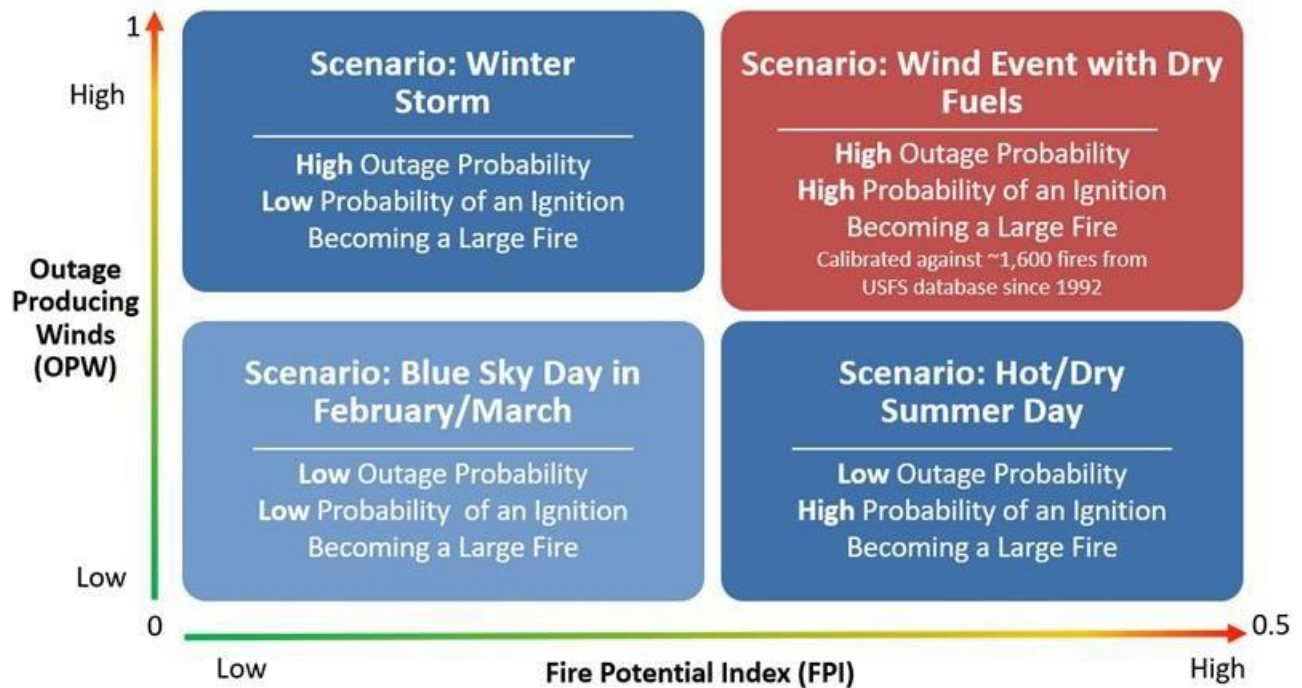 1
High
Outage
Producing
Winds
(OPW)
Low
0
Scenario: Winter
Storm
High Outage Probability
Low Probability of an Ignition
Becoming a Large Fire
Scenario: Wind Event with Dry
Fuels
High Outage Probability
High Probability of an Ignition
Becoming a Large Fire
Calibrated against ~1,600 fires from
USFS database since 1992
Scenario: Blue Sky Day in
February/March
Low Outage Probability
Low Probability of an Ignition
Becoming a Large Fire
Scenario: Hot/Dry
Summer Day
Low Outage Probability
High Probability of an Ignition
Becoming a Large Fire
0.5
Low
Fire Potential Index (FPI)
High